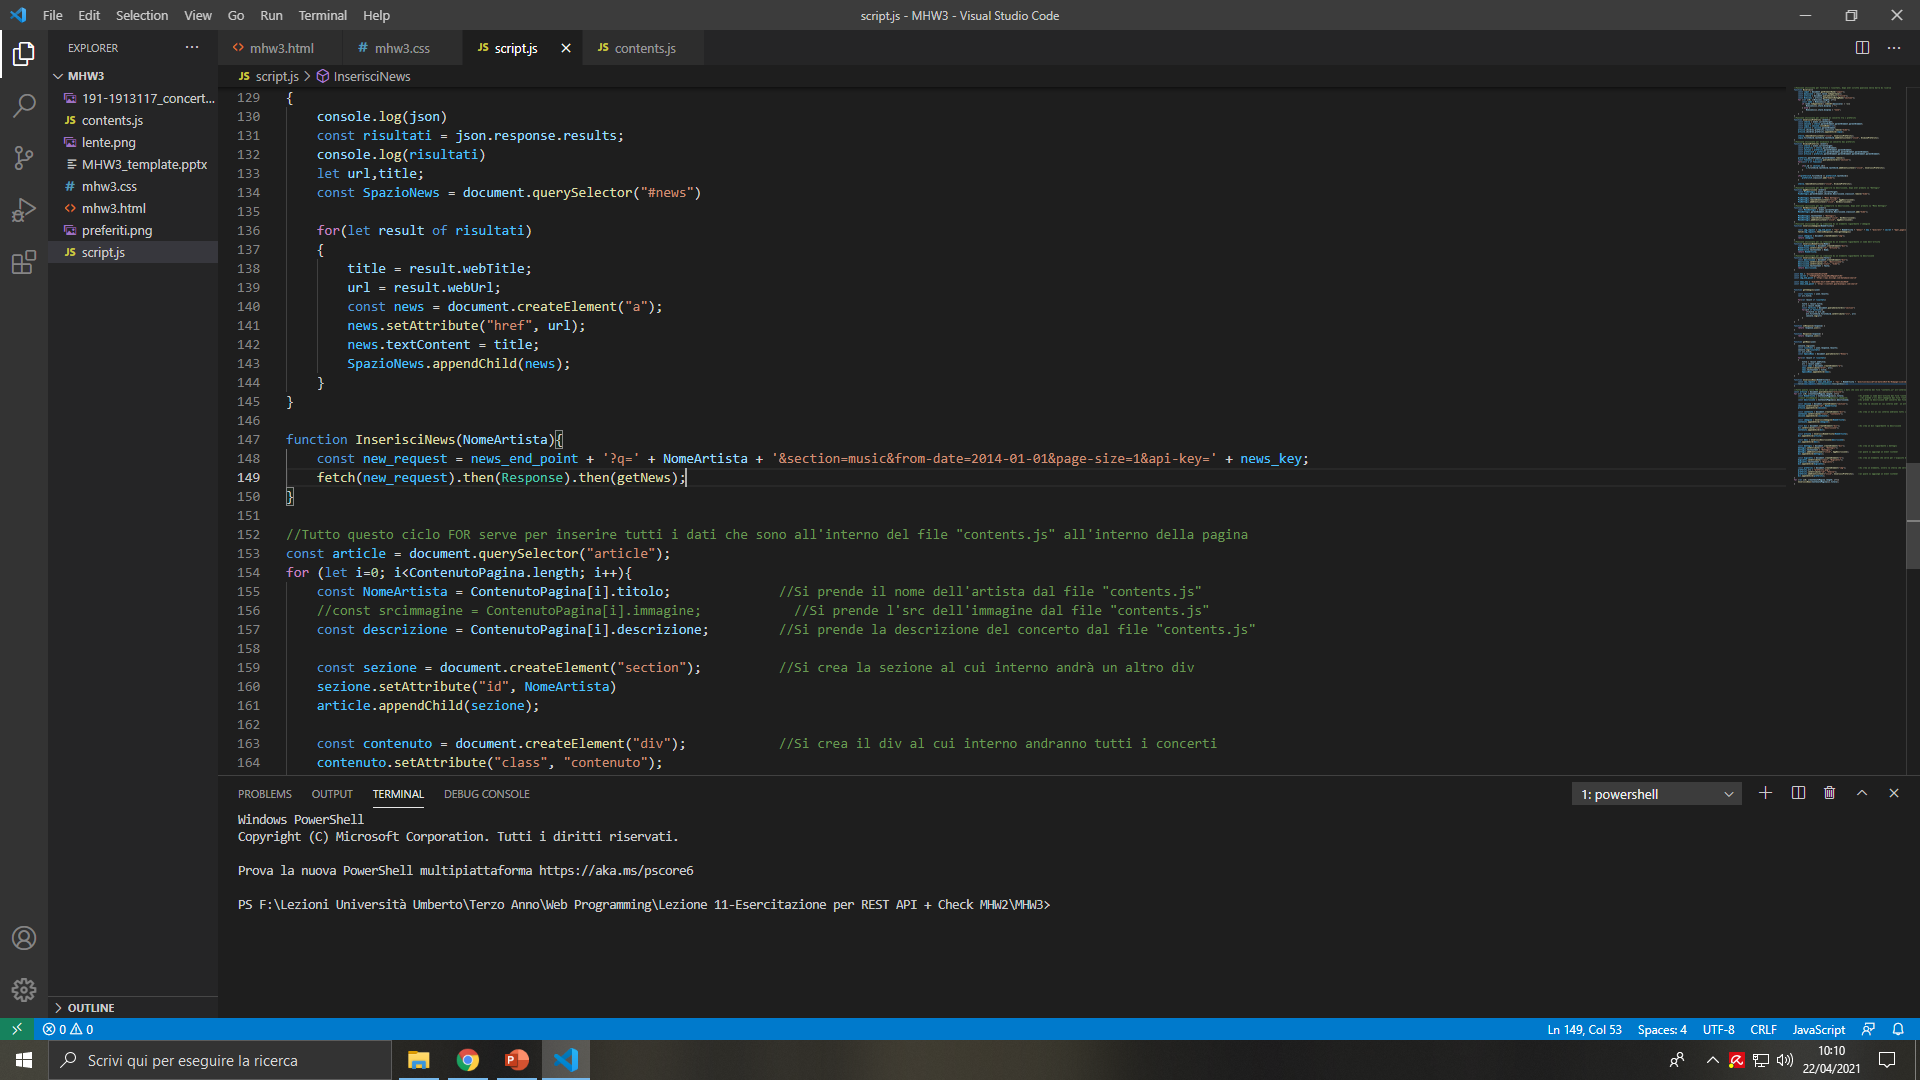 File Edit Selection View Go Run Terminal Help
script.js - MHW3 - Visual Studio Code
EXPLORER
mhw3.html
mhw3.css
script.js
contents.js
MHW3
script.js > InserisciNews
191-1913117_concert...
contents.js
lente.png
MHW3_template.pptx
mhw3.css
mhw3.html
preferiti.png
script.js
129 {
130 console.log(json)
131 const risultati = json.response.results;
132 console.log(risultati)
133 let url,title;
134 const SpazioNews = document.querySelector("#news")
135
136 for(let result of risultati)
137 {
138 title = result.webTitle;
139 url = result.webUrl;
140 const news = document.createElement("a");
141 news.setAttribute("href", url);
142 news.textContent = title;
143 SpazioNews.appendChild(news);
144 }
145 }
146
147 function InserisciNews(NomeArtista){
148 const new_request = news_end_point + '?q=' + NomeArtista + '&section=music&from-date=2014-01-01&page-size=1&api-key=' + news_key;
149 fetch(new_request).then(Response).then(getNews);
150 }
151
152 //Tutto questo ciclo FOR serve per inserire tutti i dati che sono all'interno del file "contents.js" all'interno della pagina
153 const article = document.querySelector("article");
154 for (let i=0; i<ContenutoPagina.length; i++){
155 const NomeArtista = ContenutoPagina[i].titolo; //Si prende il nome dell'artista dal file "contents.js"
156 //const srcimmagine = ContenutoPagina[i].immagine; //Si prende l'src dell'immagine dal file "contents.js"
157 const descrizione = ContenutoPagina[i].descrizione; //Si prende la descrizione del concerto dal file "contents.js"
158
159 const sezione = document.createElement("section"); //Si crea la sezione al cui interno andrà un altro div
160 sezione.setAttribute("id", NomeArtista)
161 article.appendChild(sezione);
162
163 const contenuto = document.createElement("div"); //Si crea il div al cui interno andranno tutti i concerti
164 contenuto.setAttribute("class", "contenuto");
PROBLEMS OUTPUT TERMINAL DEBUG CONSOLE
1: powershell
Windows PowerShell
Copyright (C) Microsoft Corporation. Tutti i diritti riservati.
Prova la nuova PowerShell multipiattaforma https://aka.ms/pscore6
PS F:\Lezioni Università Umberto\Terzo Anno\Web Programming\Lezione 11-Esercitazione per REST API + Check MHW2\MHW3>
OUTLINE
0 0
Ln 149, Col 53 Spaces: 4 UTF-8 CRLF JavaScript
Scrivi qui per eseguire la ricerca
10:10
22/04/2021